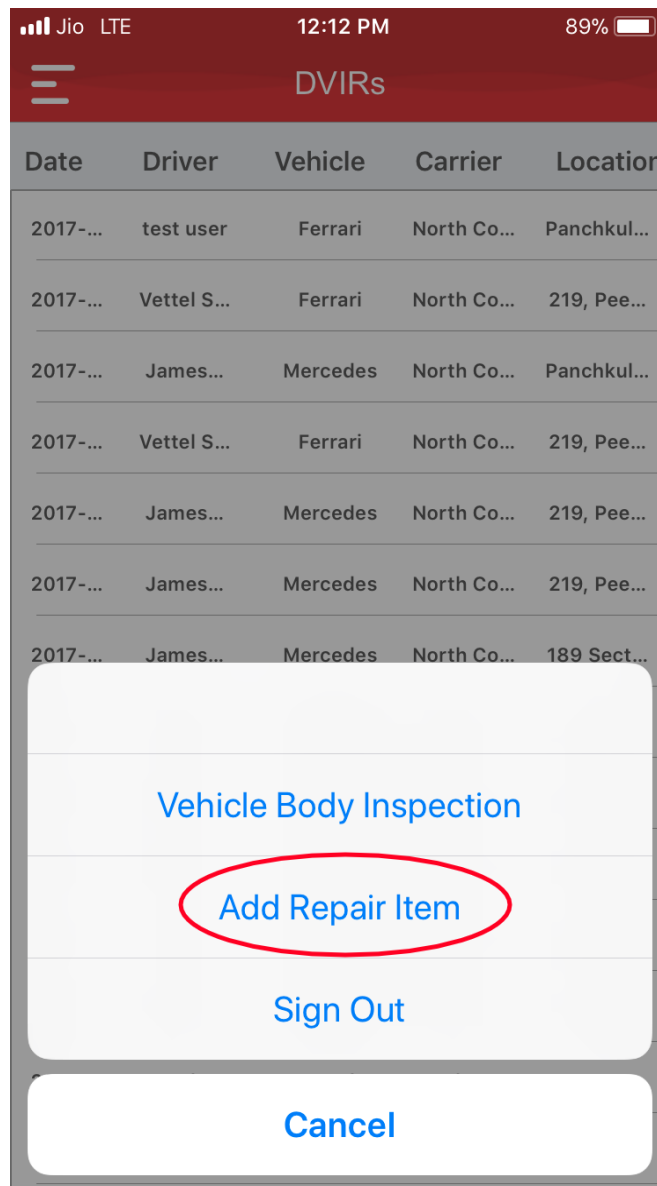 Jio LTE 12:12 PM 89%
DVIRs
Date Driver Vehicle Carrier Location
2017-... test user Ferrari North Co... Panchkul...
2017-... Vettel S... Ferrari North Co... 219, Pee...
2017-... James... Mercedes North Co... Panchkul...
2017-... Vettel S... Ferrari North Co... 219, Pee...
2017-... James... Mercedes North Co... 219, Pee...
2017-... James... Mercedes North Co... 219, Pee...
2017-... James... Mercedes North Co... 189 Sect...
Vehicle Body Inspection
Add Repair Item
Sign Out
Cancel